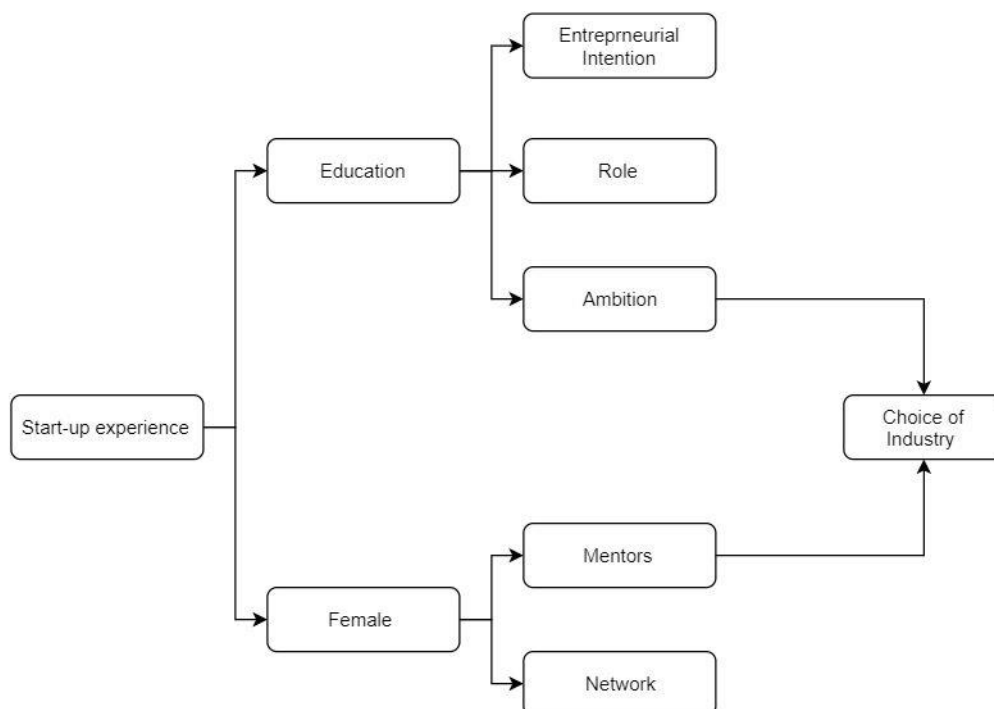 Entreprneurial
Intention
Education
Role
Ambition
Start-up experience
Choice of
Industry
Mentors
Female
Network